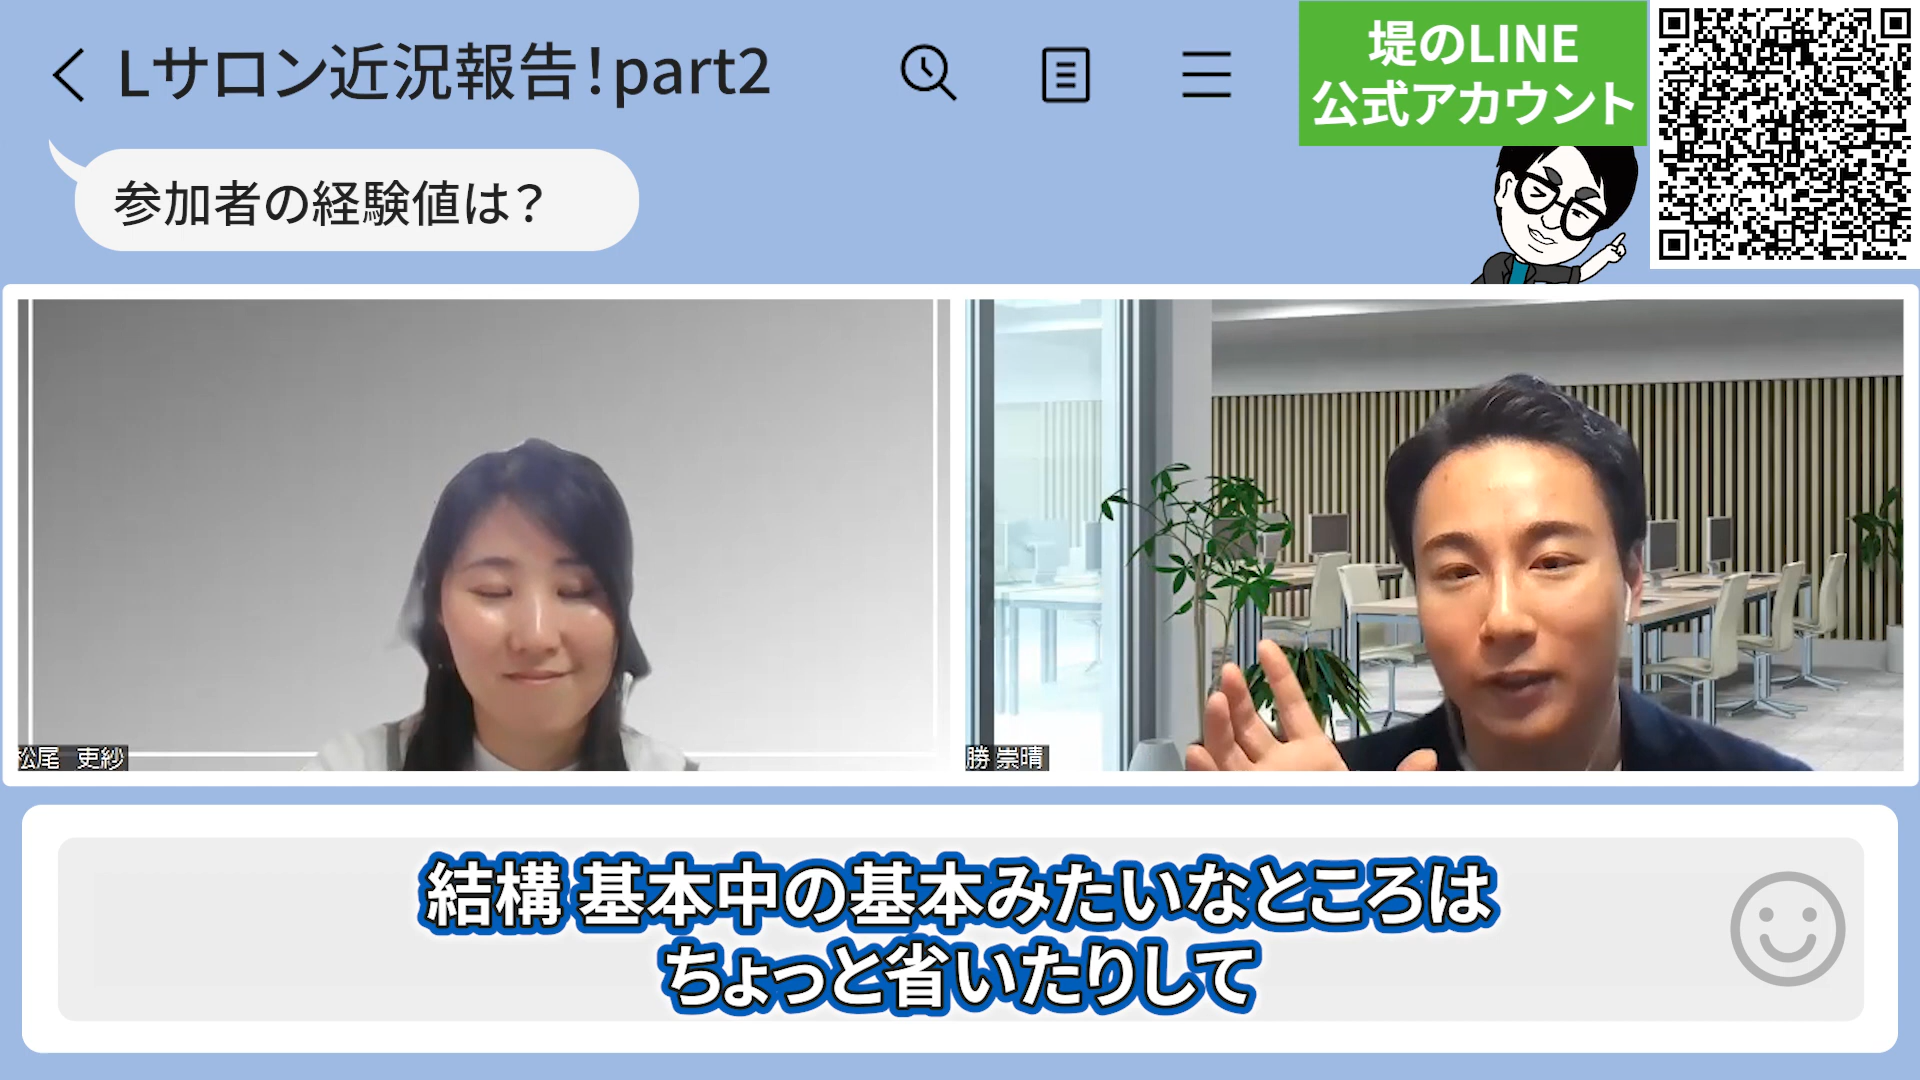 Lサロン近況報告！part2
堤のLINE
公式アカウント
参加者の経験値は？
松尾 吏紗
勝 崇晴
結構 基本中の基本みたいなところは
ちょっと省いたりして